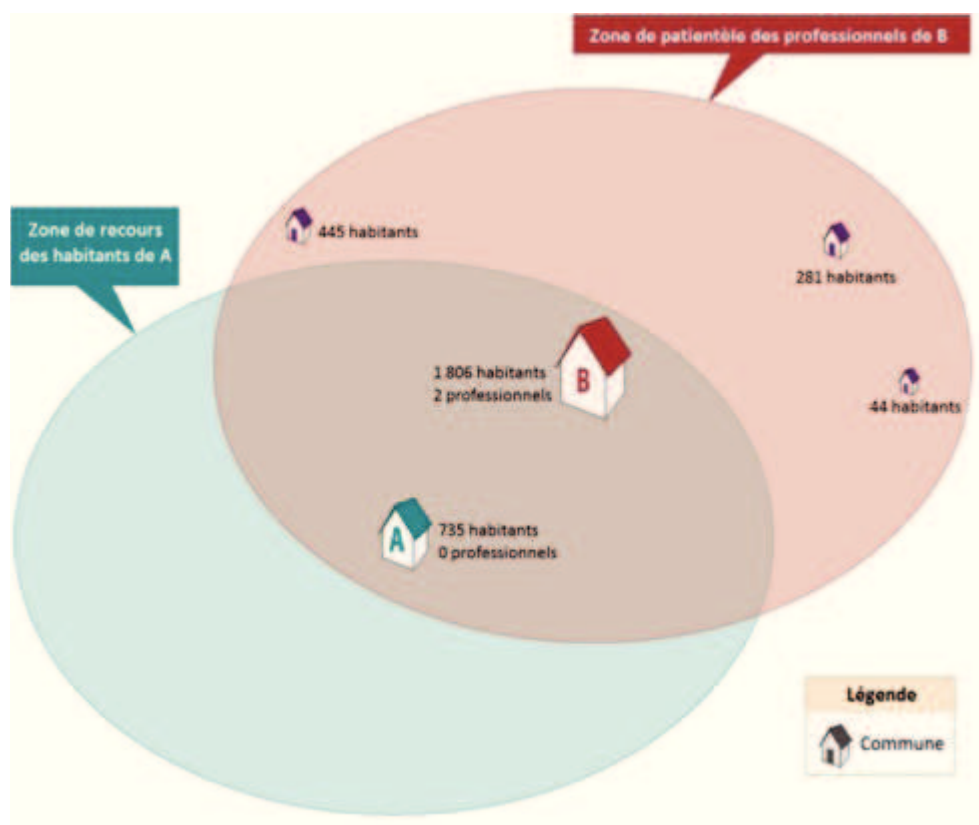 Zone de patientèle des professionnels de B
Zone de recours
des habitants de A
445 habitants
281 habitants
1 806 habitants
2 professionnels
B
44 habitants
A
735 habitants
0 professionnels
Légende
Commune